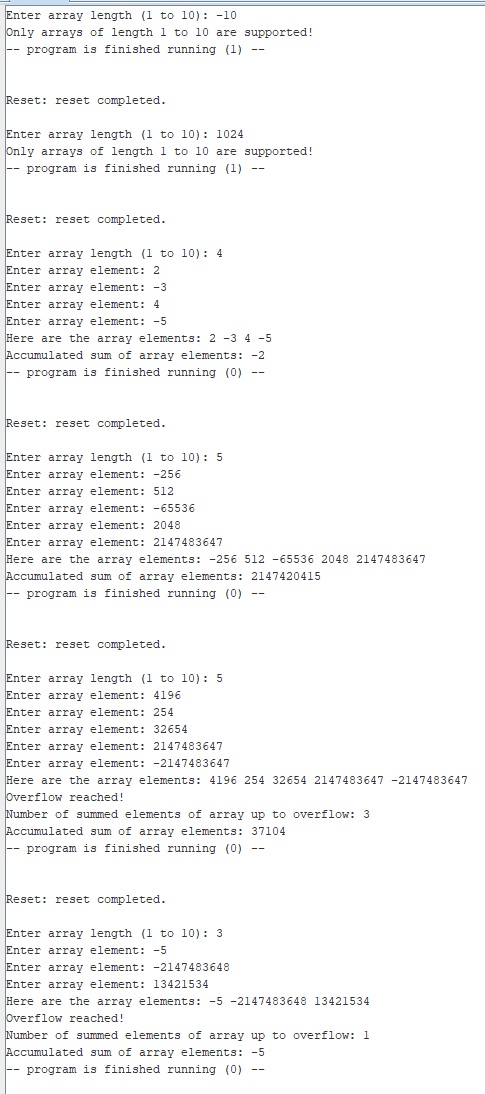 Enter array length (1 to 10): -10
Only arrays of length 1 to 10 are supported!
-- program is finished running (1) --
Reset: reset completed.
Enter array length (1 to 10): 1024
Only arrays of length 1 to 10 are supported!
-- program is finished running (1) --
Reset: reset completed.
Enter array length (1 to 10): 4
Enter array element: 2
Enter array element: -3
Enter array element: 4
Enter array element: -5
Here are the array elements: 2 -3 4 -5
Accumulated sum of array elements: -2
-- program is finished running (0) --
Reset: reset completed.
Enter array length (1 to 10): 5
Enter array element: -256
Enter array element: 512
Enter array element: -65536
Enter array element: 2048
Enter array element: 2147483647
Here are the array elements: -256 512 -65536 2048 2147483647
Accumulated sum of array elements: 2147420415
-- program is finished running (0) --
Reset: reset completed.
Enter array length (1 to 10): 5
Enter array element: 4196
Enter array element: 254
Enter array element: 32654
Enter array element: 2147483647
Enter array element: -2147483647
Here are the array elements: 4196 254 32654 2147483647 -2147483647
Overflow reached!
Number of summed elements of array up to overflow: 3
Accumulated sum of array elements: 37104
-- program is finished running (0) --
Reset: reset completed.
Enter array length (1 to 10): 3
Enter array element: -5
Enter array element: -2147483648
Enter array element: 13421534
Here are the array elements: -5 -2147483648 13421534
Overflow reached!
Number of summed elements of array up to overflow: 1
Accumulated sum of array elements: -5
-- program is finished running (0) --